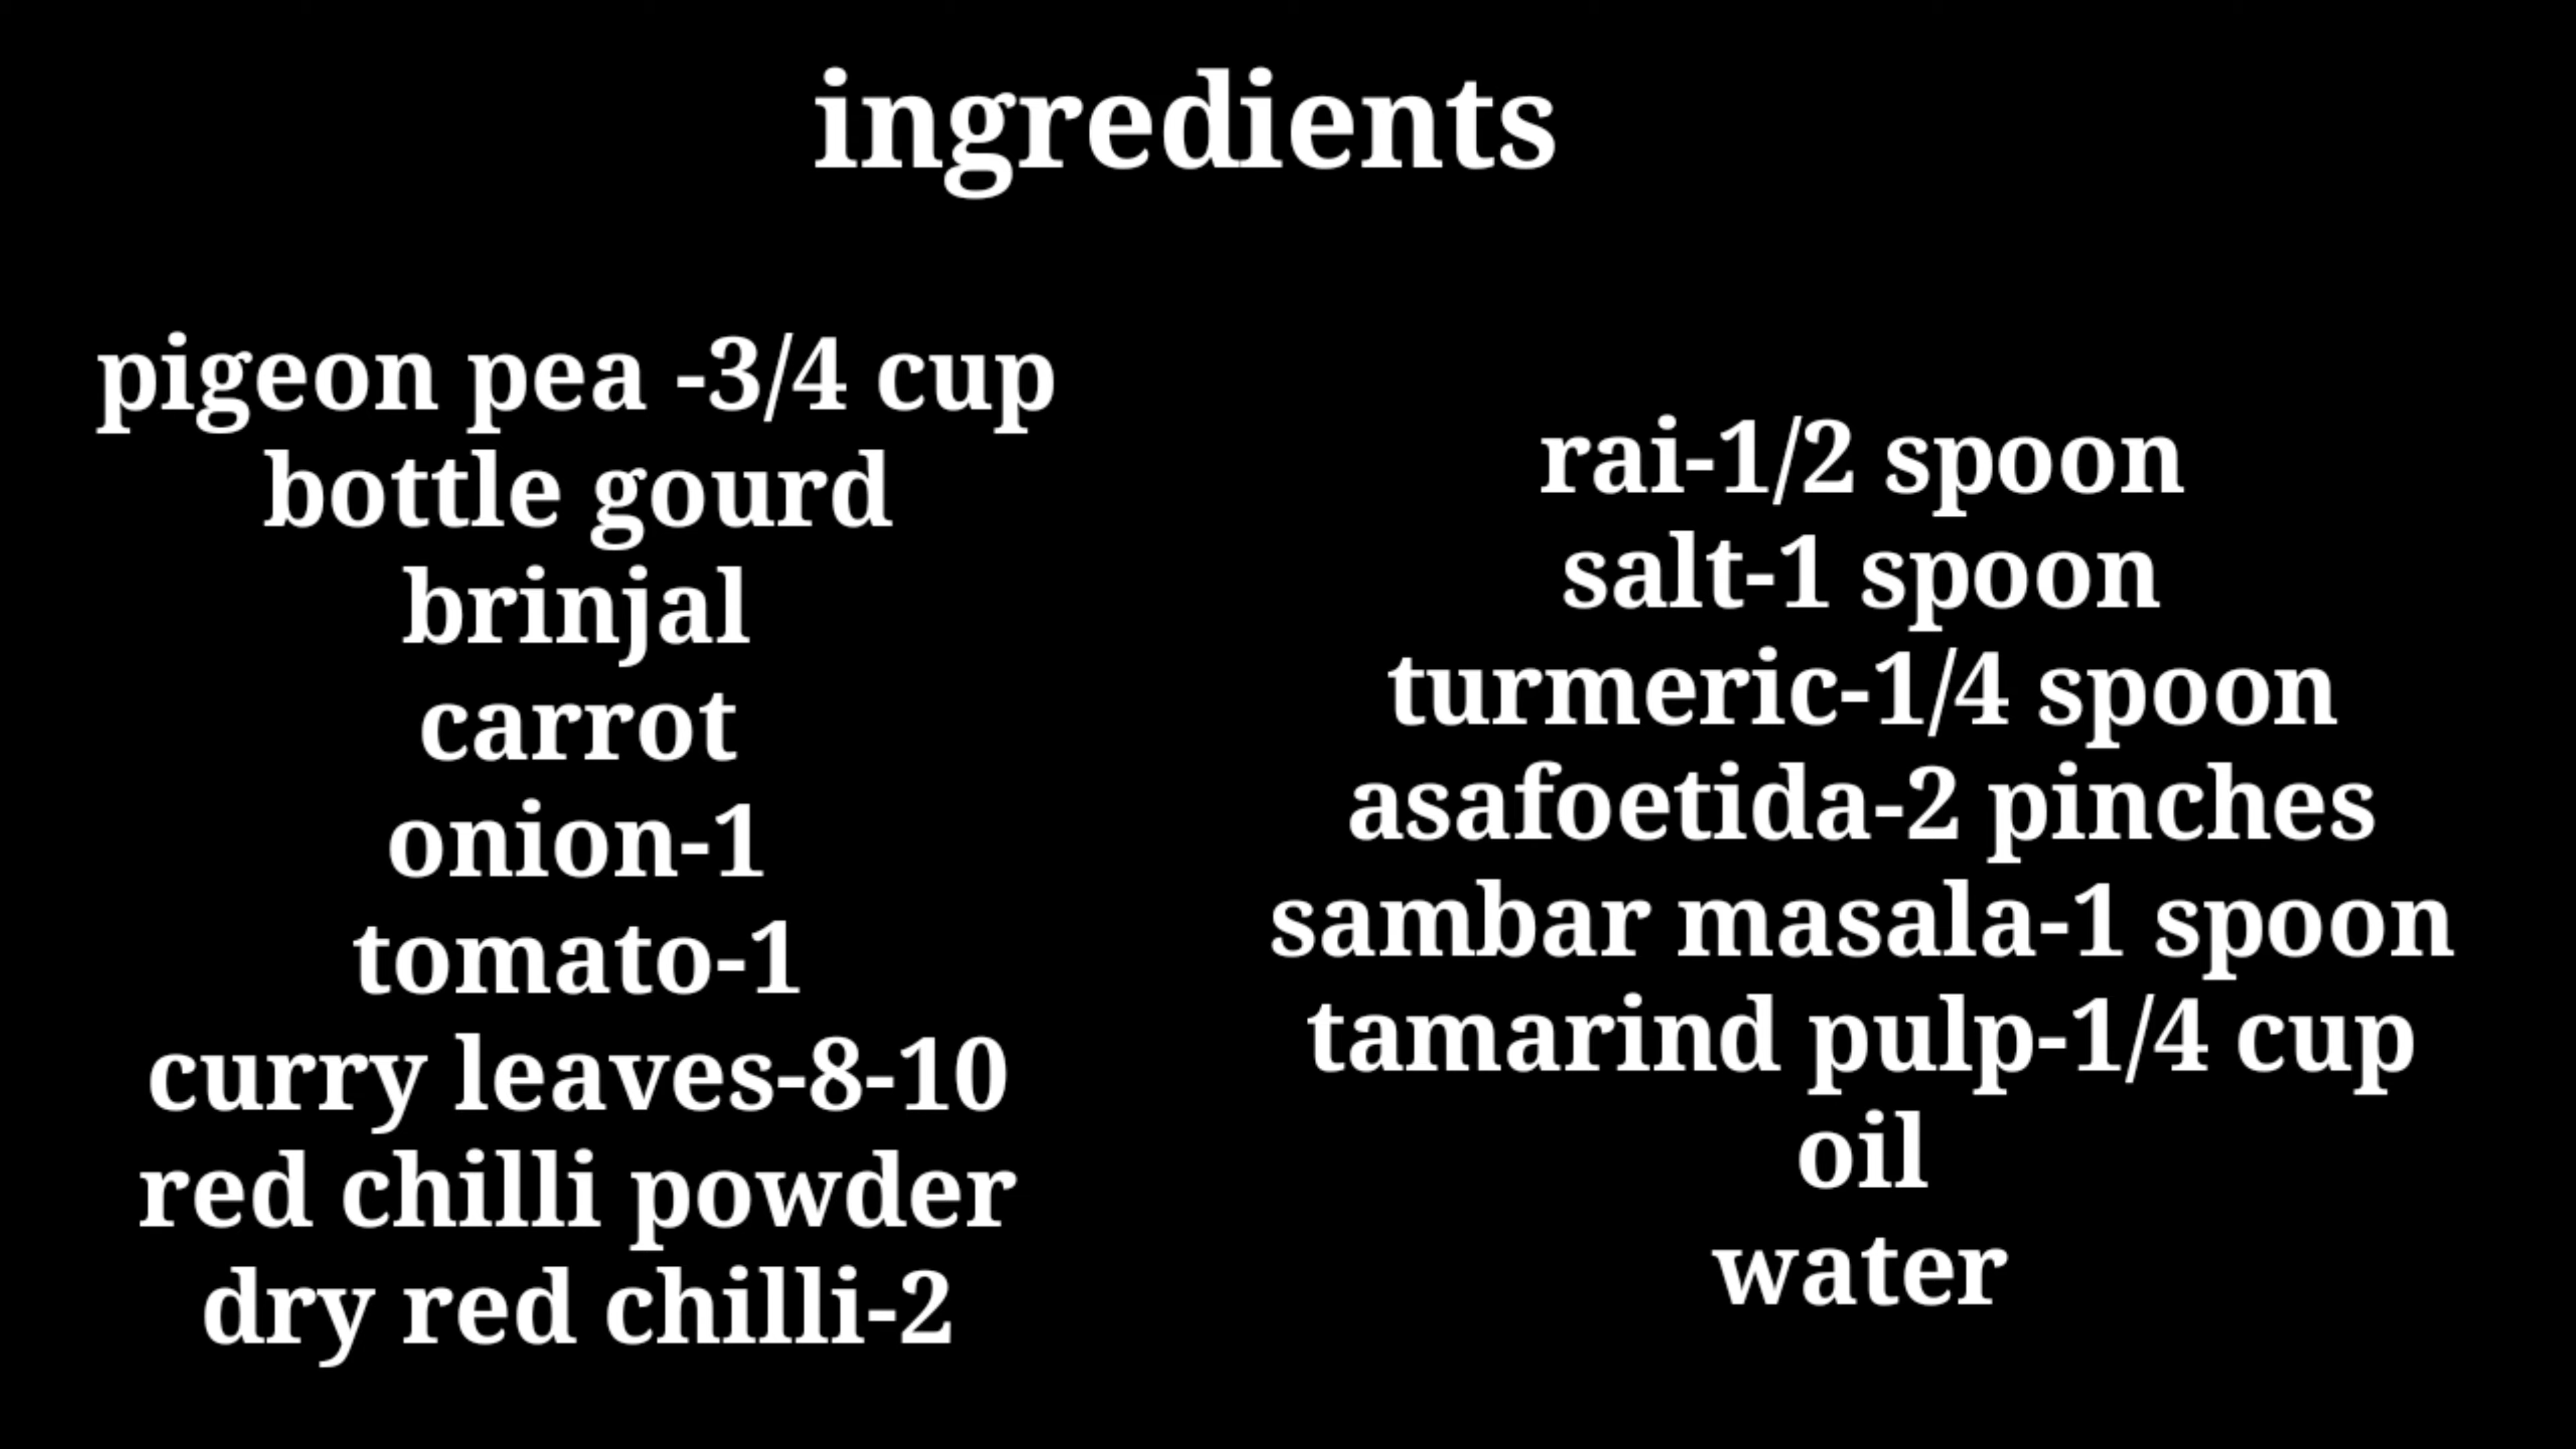 ingredients
pigeon pea -3/4 cup
bottle gourd
brinjal
carrot
onion-1
tomato-1
curry leaves-8-10
red chilli powder
dry red chilli-2
rai-1/2 spoon
salt-1 spoon
turmeric-1/4 spoon
asafoetida-2 pinches
sambar masala-1 spoon
tamarind pulp-1/4 cup
oil
water